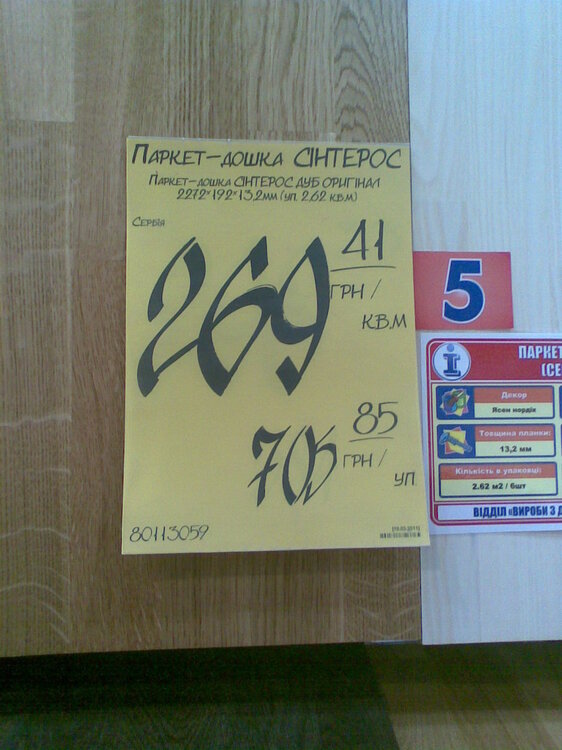 Паркет-дошка СІНТЕРОС
Паркет-дошка СІНТЕРОС ДУБ ОРИГІНАЛ
2272*192*13,2мм (уп. 2,62 кв.м)
Сербія
269 41
ГРН /
КВ.М
705 85
ГРН /
УП.
80113059
5
ПАРКЕТ
(СЕ
Декор
Ясен нордік
Товщина планки:
13,2 мм
Кількість в упаковці:
2.62 м2 / 6шт
ВІДДІЛ «ВИРОБИ З Д